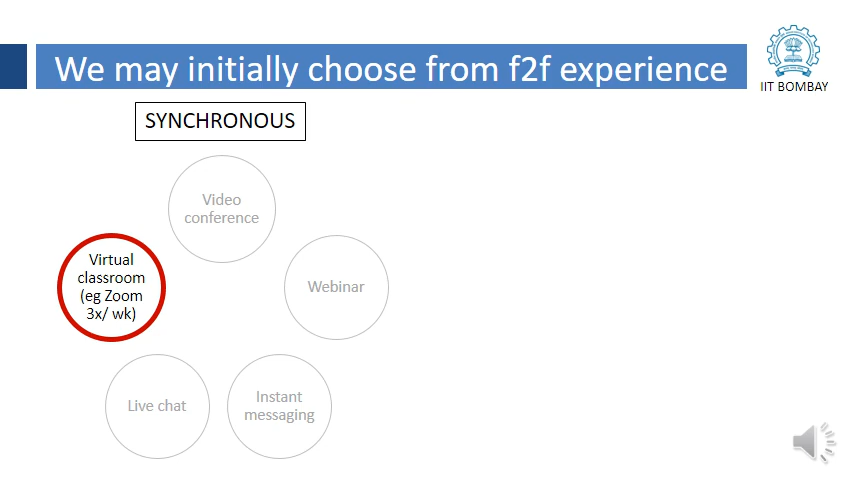 We may initially choose from f2f experience
IIT BOMBAY
SYNCHRONOUS
Video
conference
Virtual
classroom
(eg Zoom
3x/ wk)
Webinar
Live chat
Instant
messaging